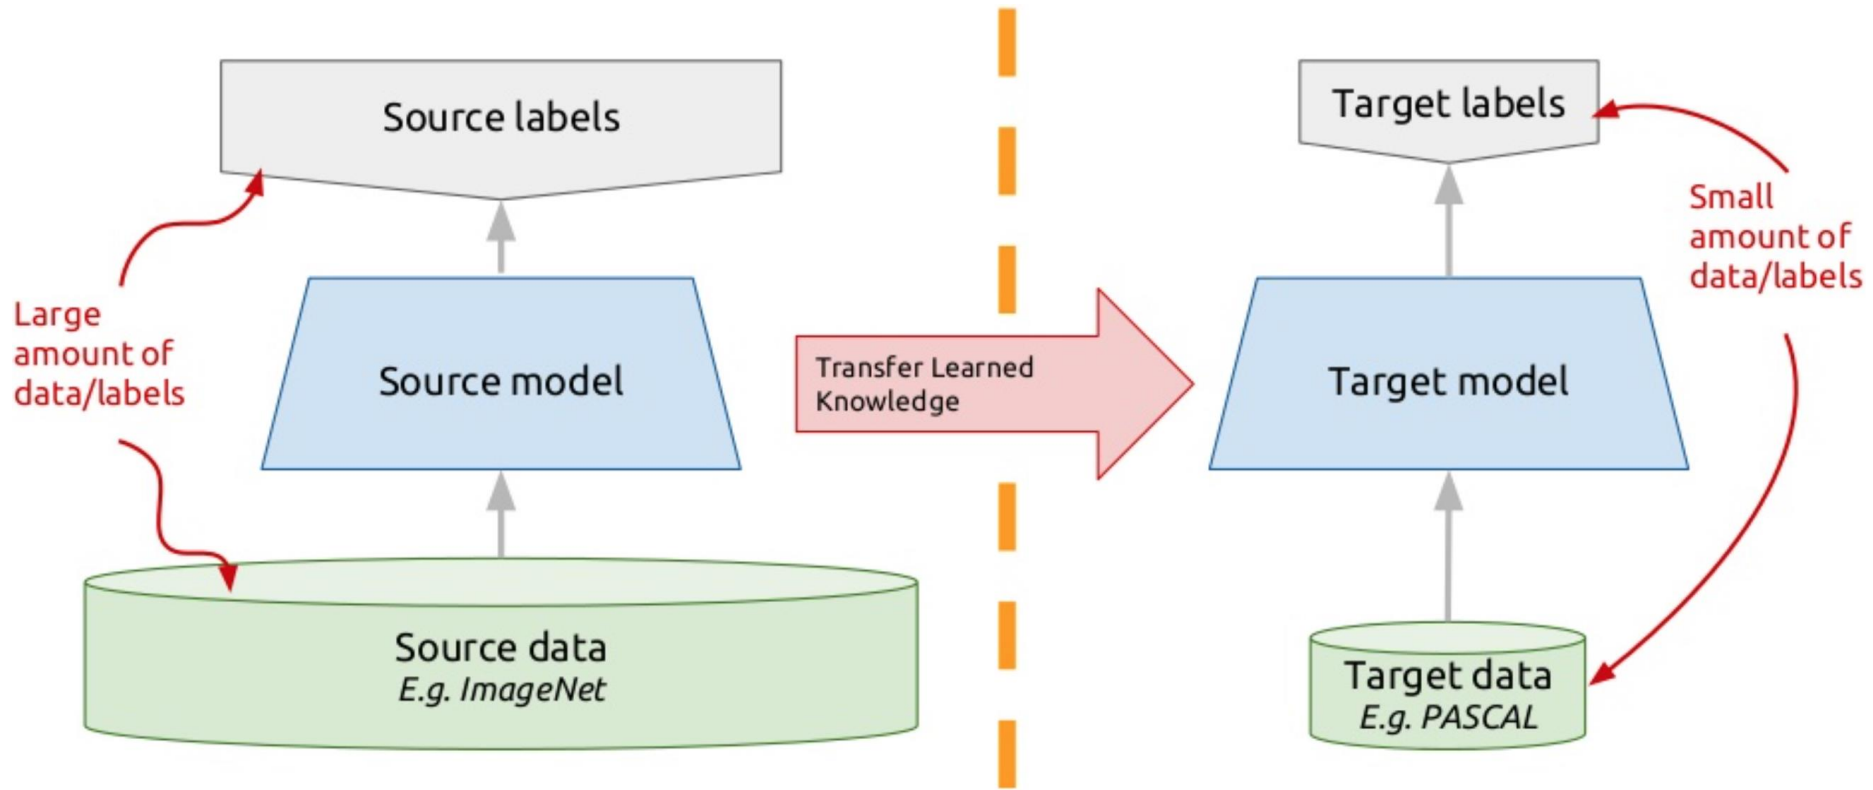 Source labels
Large
amount of
data/labels
Source model
Source data
E.g. ImageNet
Transfer Learned
Knowledge
Target labels
Small
amount of
data/labels
Target model
Target data
E.g. PASCAL